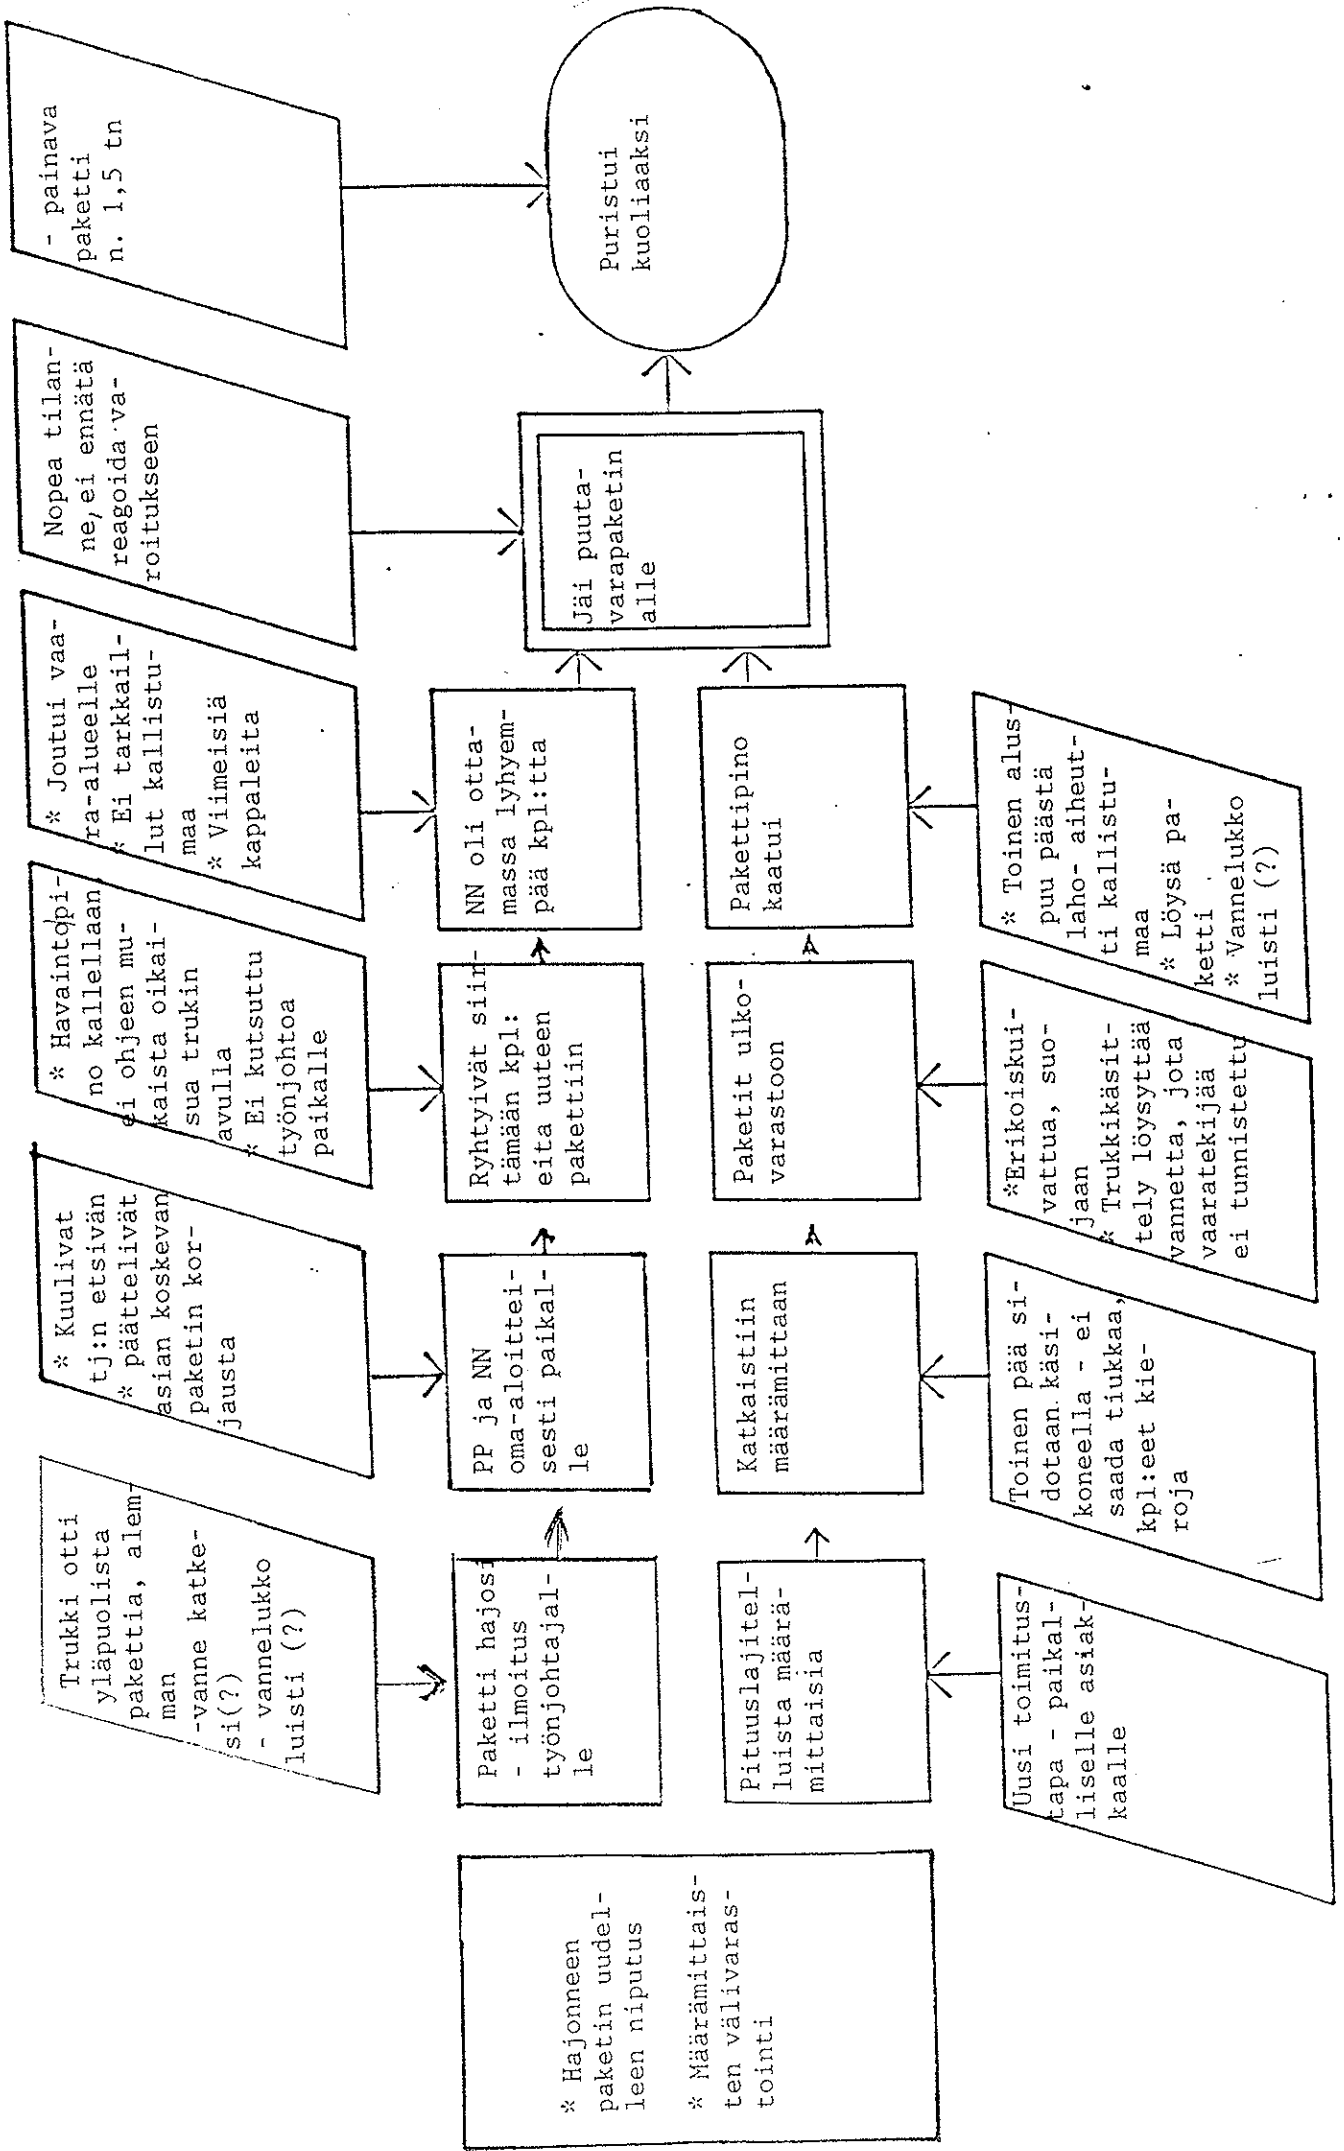 * Hajonneen
paketin uudel-
leen niputus
* Määrämittais-
ten välivaras-
tointi
Trukki otti
yläpuolista
pakettia, alem-
man
-vanne katke-
si(?)
- vannelukko
luisti (?)
* Kuulivat
tj:n etsivän
* päättelivät
asian koskevan
paketin kor-
jausta
* Havainto/pi-
no kallellaan,
ei ohjeen mu-
kaista oikai-
sua trukin
avulla
* Ei kutsuttu
työnjohtoa
paikalle
* Joutui vaa-
ra-alueelle
* Ei tarkkail-
lut kallistu-
maa
* Viimeisiä
kappaleita
Nopea tilan-
ne, ei ennätä
reagoida va-
roitukseen
- painava
paketti
n. 1,5 tn
Paketti hajosi
- ilmoitus
työnjohtajal-
le
PP ja NN
oma-aloittei-
sesti paikal-
le
Ryhtyivät siir-
tämään kpl:
eita uuteen
pakettiin
NN oli otta-
massa lyhyem-
pää kpl:tta
Jäi puuta-
varapaketin
alle
Puristui
kuoliaaksi
Pituuslajitel-
luista määrä-
mittaisia
Katkaistiin
määrämittaan
Paketit ulko-
varastoon
Pakettipino
kaatui
Uusi toimitus-
tapa - paikal-
liselle asiak-
kaalle
Toinen pää si-
dotaan käsi-
koneella - ei
saada tiukkaa,
kpl:eet kie-
roja
*Erikoiskui-
vattua, suo-
jaan
* Trukkikäsit-
tely löysyttää
vannetta, jota
vaaratekijää
ei tunnistettu
* Toinen alus-
puu päästä
laho- aiheut-
ti kallistu-
maa
* Löysä pa-
ketti
* Vannelukko
luisti (?)